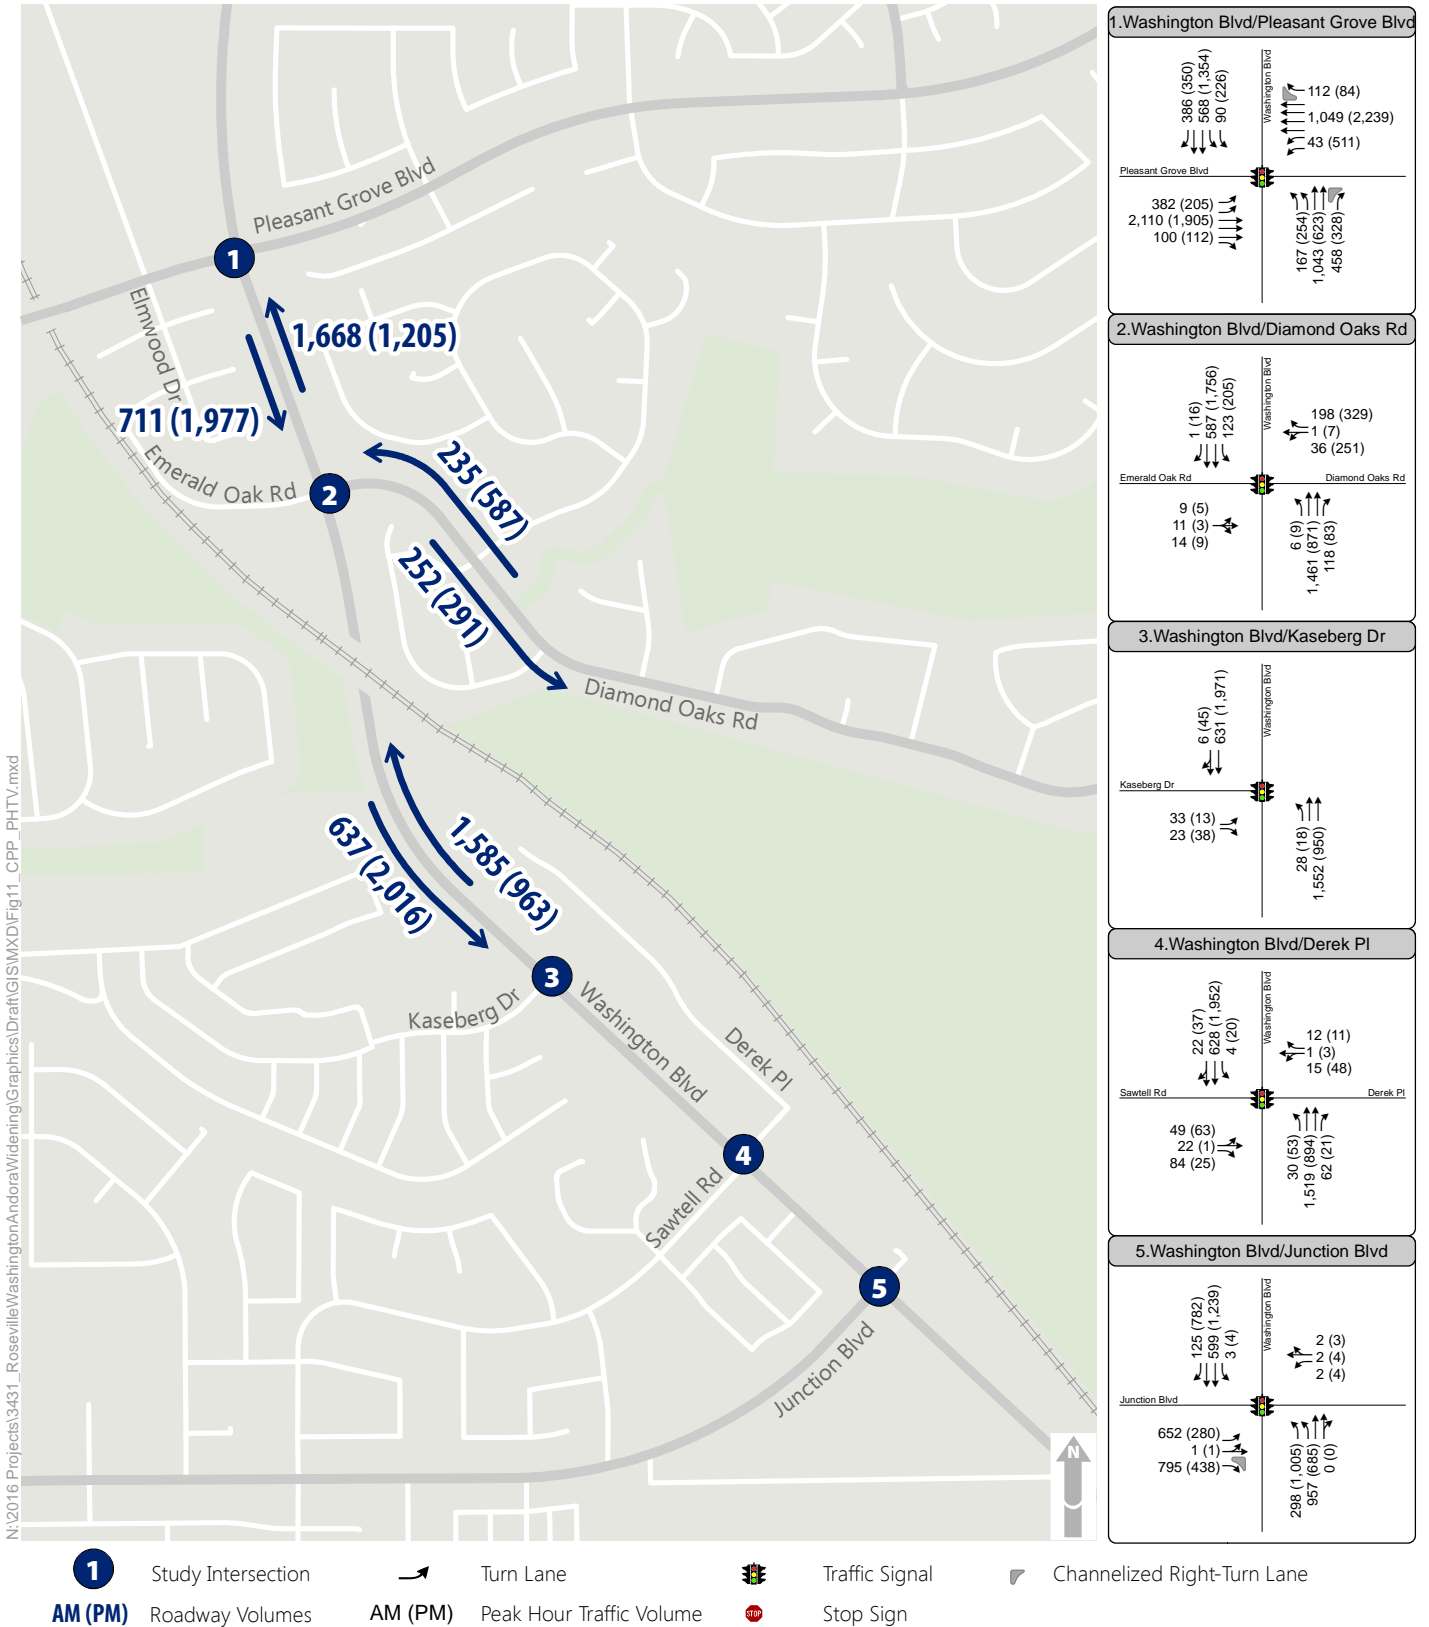 Pleasant Grove Blvd
1
Elmwood Dr
1,668 (1,205)
711 (1,977)
Emerald Oak Rd
2
235 (587)
252 (291)
Diamond Oaks Rd
1,585 (963)
637 (2,016)
3
Kaseberg Dr
Washington Blvd
Derek Pl
4
Sawtell Rd
5
Junction Blvd
N
N:\2016 Projects\3431_RosevilleWashingtonAndoraWidening\Graphics\Draft\GIS\MXD\Fig11_CPP_PHTV.mxd
1.Washington Blvd/Pleasant Grove Blvd
386 (350)
568 (1,354)
90 (226)
Washington Blvd
112 (84)
1,049 (2,239)
43 (511)
Pleasant Grove Blvd
382 (205)
2,110 (1,905)
100 (112)
167 (254)
1,043 (623)
458 (328)
2.Washington Blvd/Diamond Oaks Rd
1 (16)
587 (1,756)
123 (205)
Washington Blvd
198 (329)
1 (7)
36 (251)
Emerald Oak Rd
Diamond Oaks Rd
9 (5)
11 (3)
14 (9)
6 (9)
1,461 (871)
118 (83)
3.Washington Blvd/Kaseberg Dr
6 (45)
631 (1,971)
Washington Blvd
Kaseberg Dr
33 (13)
23 (38)
28 (18)
1,552 (950)
4.Washington Blvd/Derek Pl
22 (37)
628 (1,952)
4 (20)
Washington Blvd
12 (11)
1 (3)
15 (48)
Sawtell Rd
Derek Pl
49 (63)
22 (1)
84 (25)
30 (53)
1,519 (894)
62 (21)
5.Washington Blvd/Junction Blvd
125 (782)
599 (1,239)
3 (4)
Washington Blvd
2 (3)
2 (4)
2 (4)
Junction Blvd
652 (280)
1 (1)
795 (438)
298 (1,005)
957 (685)
0 (0)
1 Study Intersection
Turn Lane
Traffic Signal
Channelized Right-Turn Lane
AM (PM) Roadway Volumes
AM (PM) Peak Hour Traffic Volume
STOP Stop Sign